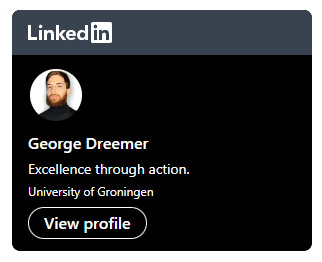 LinkedIn
George Dreemer
Excellence through action.
University of Groningen
View profile